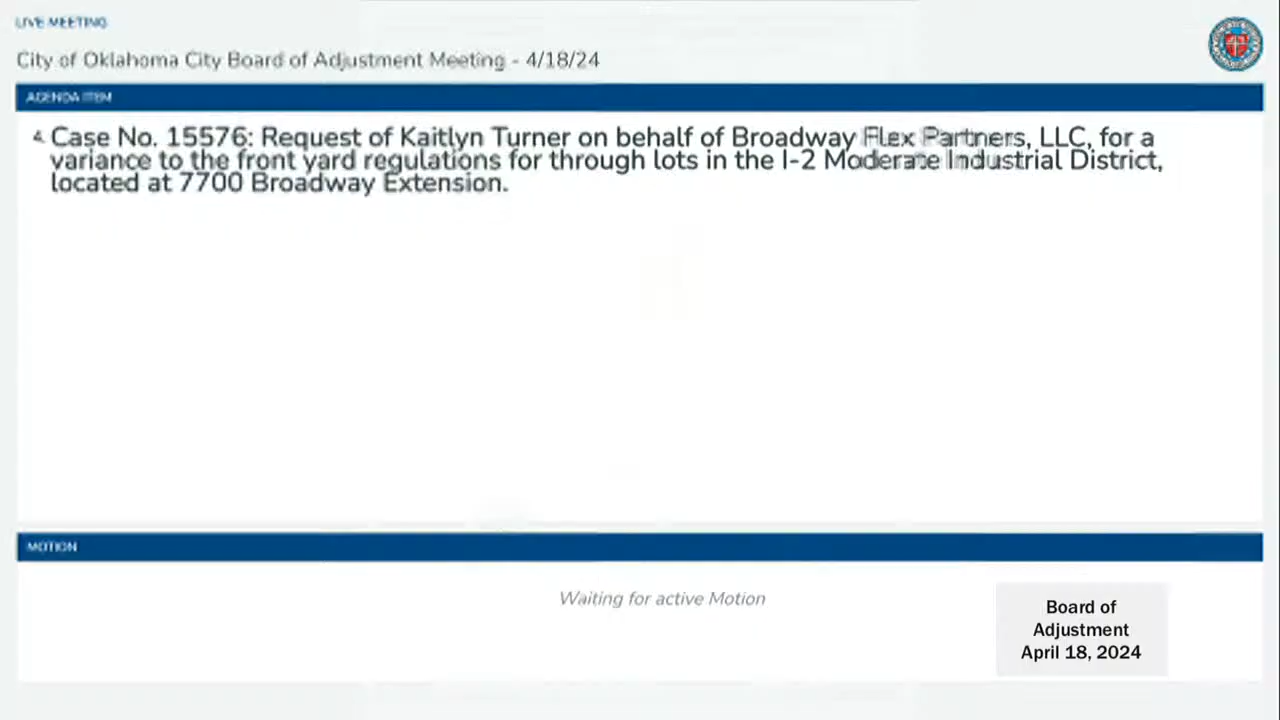 LIVE MEETING
City of Oklahoma City Board of Adjustment Meeting - 4/18/24
AGENDA ITEM
4. Case No. 15576: Request of Kaitlyn Turner on behalf of Broadway Flex Partners, LLC, for a
variance to the front yard regulations for through lots in the I-2 Moderate Industrial District,
located at 7700 Broadway Extension.
MOTION
Waiting for active Motion
Board of
Adjustment
April 18, 2024